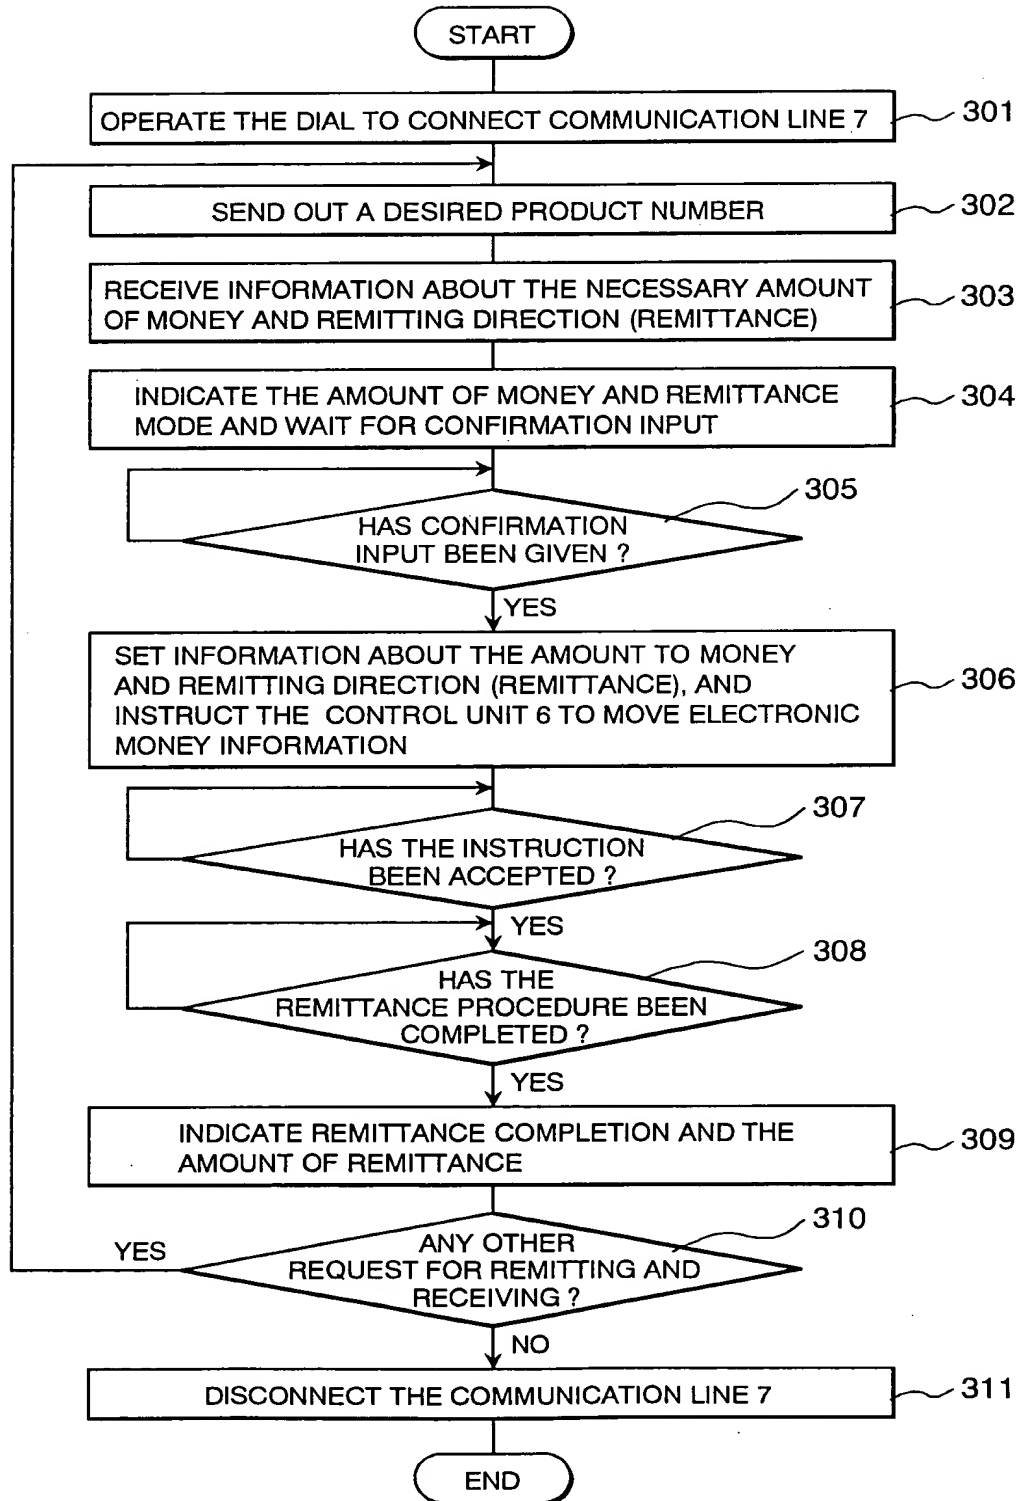 START
OPERATE THE DIAL TO CONNECT COMMUNICATION LINE 7
301
SEND OUT A DESIRED PRODUCT NUMBER
302
RECEIVE INFORMATION ABOUT THE NECESSARY AMOUNT
OF MONEY AND REMITTING DIRECTION (REMITTANCE)
303
INDICATE THE AMOUNT OF MONEY AND REMITTANCE
MODE AND WAIT FOR CONFIRMATION INPUT
304
305
HAS CONFIRMATION
INPUT BEEN GIVEN ?
YES
SET INFORMATION ABOUT THE AMOUNT TO MONEY
AND REMITTING DIRECTION (REMITTANCE), AND
INSTRUCT THE CONTROL UNIT 6 TO MOVE ELECTRONIC
MONEY INFORMATION
306
307
HAS THE INSTRUCTION
BEEN ACCEPTED ?
YES
308
HAS THE
REMITTANCE PROCEDURE BEEN
COMPLETED ?
YES
INDICATE REMITTANCE COMPLETION AND THE
AMOUNT OF REMITTANCE
309
310
YES
ANY OTHER
REQUEST FOR REMITTING AND
RECEIVING ?
NO
DISCONNECT THE COMMUNICATION LINE 7
311
END